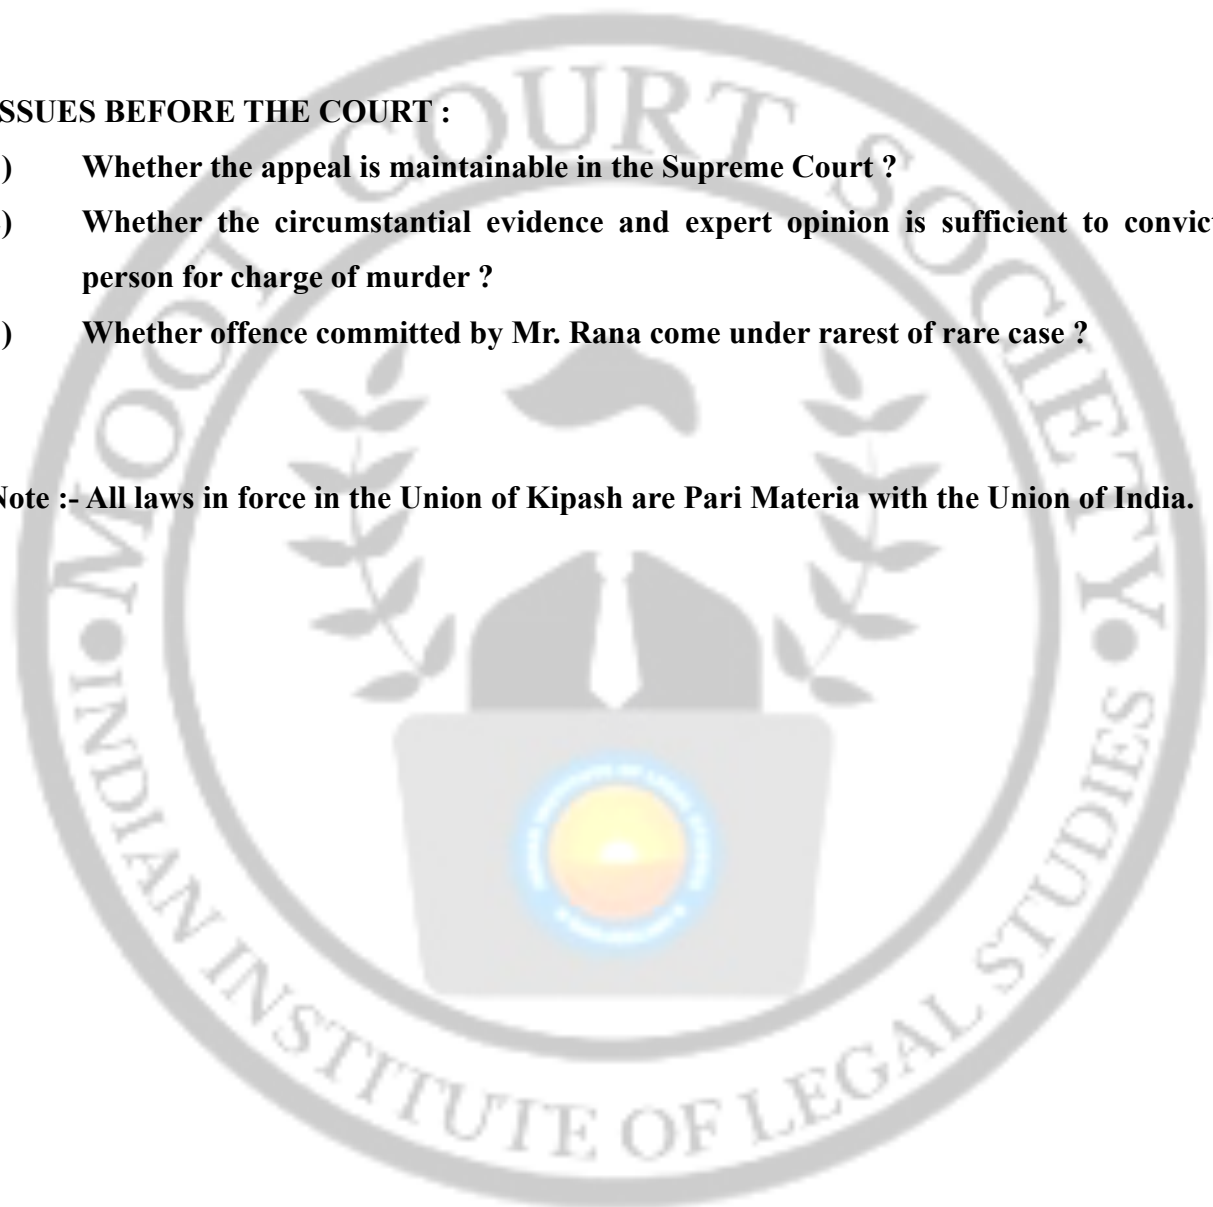 SSUES BEFORE THE COURT :
) Whether the appeal is maintainable in the Supreme Court ?
) Whether the circumstantial evidence and expert opinion is sufficient to convic
person for charge of murder ?
) Whether offence committed by Mr. Rana come under rarest of rare case ?
Note :- All laws in force in the Union of Kipash are Pari Materia with the Union of India.
MOOT COURT SOCIETY
INDIAN INSTITUTE OF LEGAL STUDIES